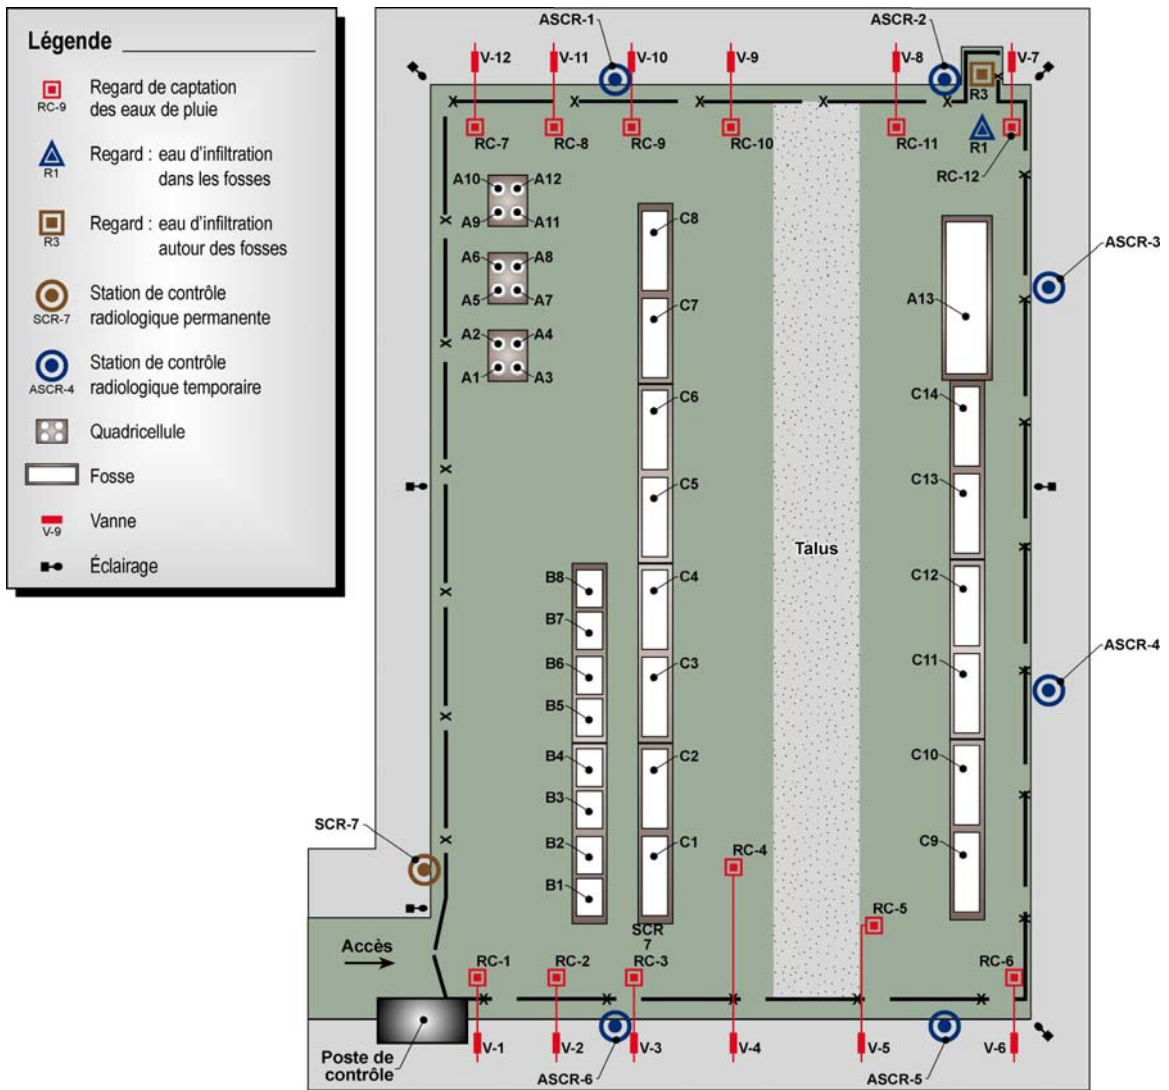 Légende
RC-9
Regard de captation
des eaux de pluie
R1
Regard : eau d'infiltration
dans les fosses
R3
Regard : eau d'infiltration
autour des fosses
SCR-7
Station de contrôle
radiologique permanente
ASCR-4
Station de contrôle
radiologique temporaire
Quadricellule
Fosse
V-9
Vanne
Éclairage
ASCR-1
ASCR-2
V-12
V-11
V-10
V-9
V-8
V-7
R3
R1
RC-7
RC-8
RC-9
RC-10
RC-11
RC-12
A10
A12
A9
A11
A6
A8
A5
A7
A2
A4
A1
A3
C8
C7
C6
C5
C4
C3
C2
C1
B8
B7
B6
B5
B4
B3
B2
B1
Talus
A13
C14
C13
C12
C11
C10
C9
ASCR-3
ASCR-4
SCR-7
SCR
7
RC-4
RC-5
Accès
RC-1
RC-2
RC-3
RC-6
V-1
V-2
V-3
V-4
V-5
V-6
Poste de
contrôle
ASCR-6
ASCR-5